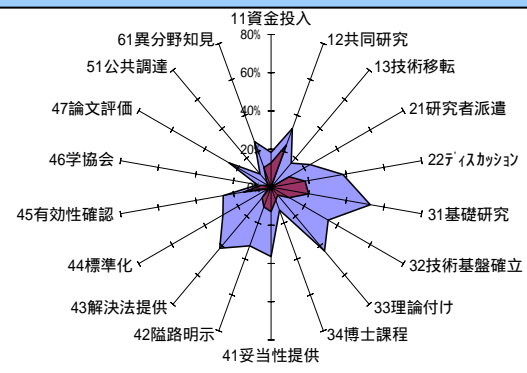 11資金投入
80%
60%
40%
20%
0%
12共同研究
13技術移転
21研究者派遣
22ﾃﾞｨｽｶｯｼｮﾝ
31基礎研究
32技術基盤確立
33理論付け
34博士課程
41妥当性提供
42隘路明示
43解決法提供
44標準化
45有効性確認
46学協会
47論文評価
51公共調達
61異分野知見